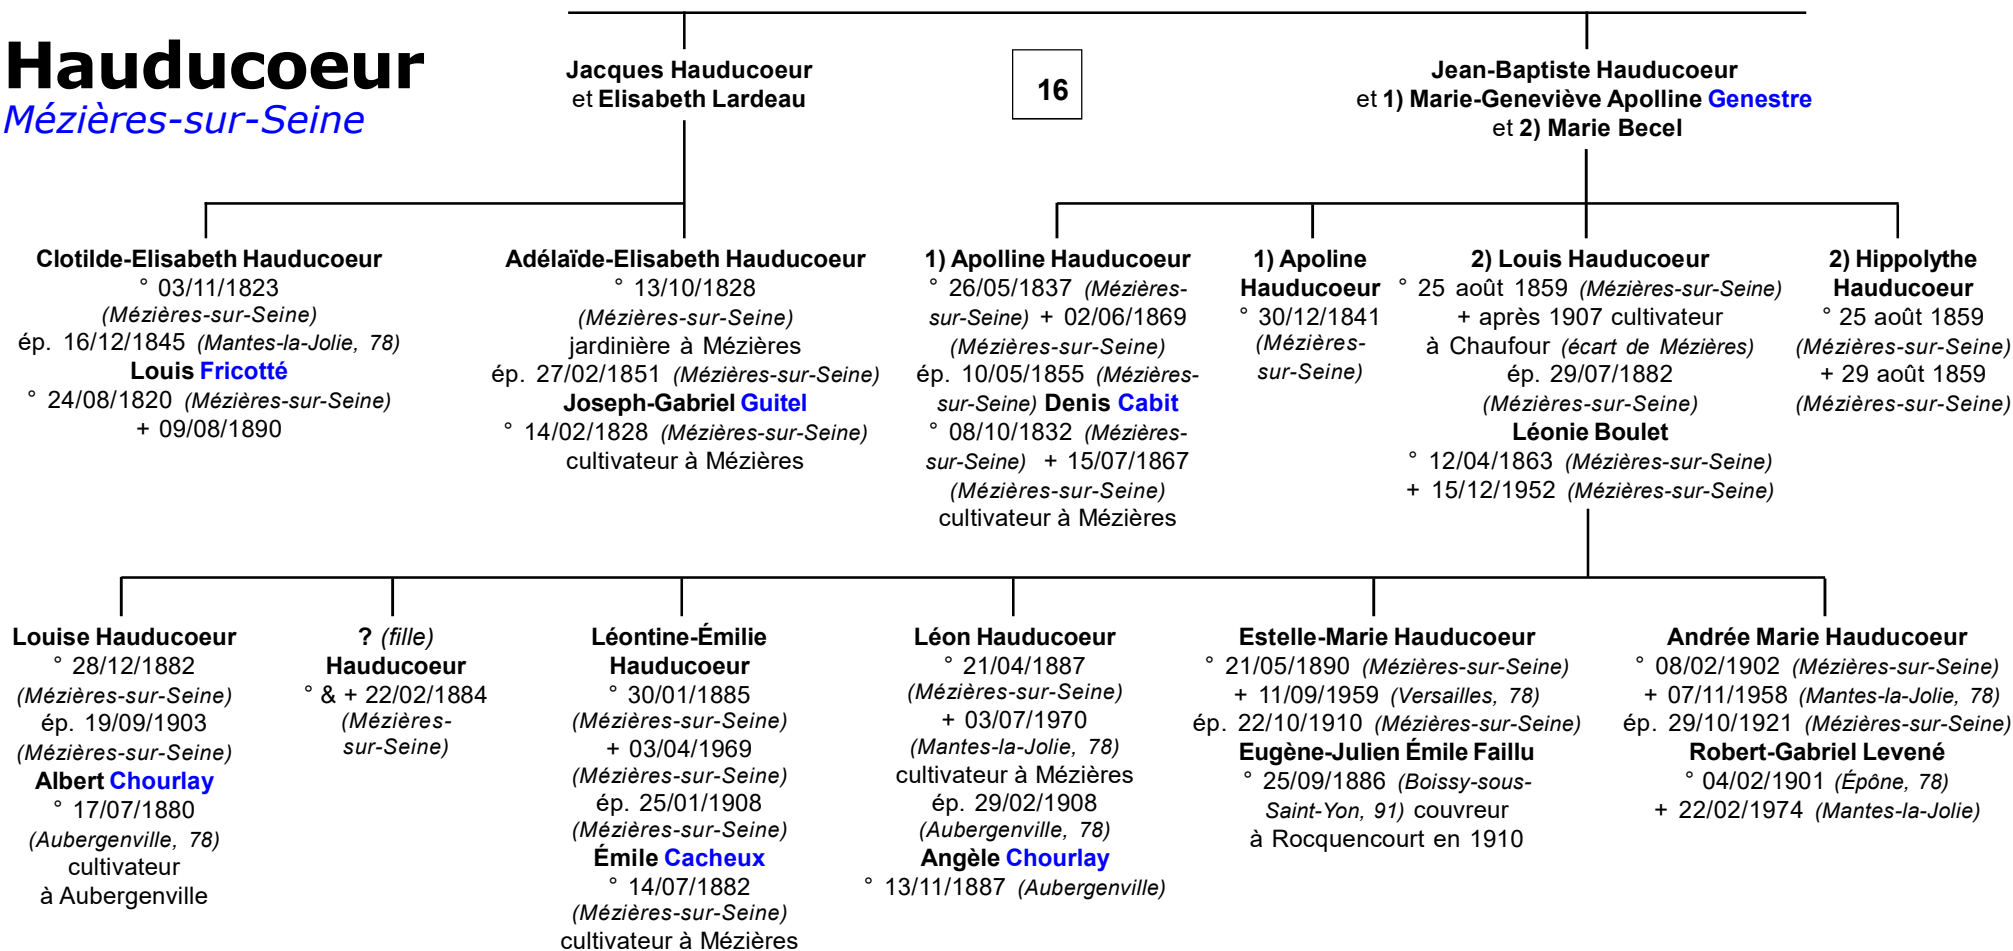 Hauducoeur
Mézières-sur-Seine
Jacques Hauducoeur
et Elisabeth Lardeau
16
Jean-Baptiste Hauducoeur
et 1) Marie-Geneviève Apolline Genestre
et 2) Marie Becel
Clotilde-Elisabeth Hauducoeur
° 03/11/1823
(Mézières-sur-Seine)
ép. 16/12/1845 (Mantes-la-Jolie, 78)
Louis Fricotté
° 24/08/1820 (Mézières-sur-Seine)
+ 09/08/1890
Adélaïde-Elisabeth Hauducoeur
° 13/10/1828
(Mézières-sur-Seine)
jardinière à Mézières
ép. 27/02/1851 (Mézières-sur-Seine)
Joseph-Gabriel Guitel
° 14/02/1828 (Mézières-sur-Seine)
cultivateur à Mézières
1) Apolline Hauducoeur
° 26/05/1837 (Mézières-
sur-Seine) + 02/06/1869
(Mézières-sur-Seine)
ép. 10/05/1855 (Mézières-
sur-Seine) Denis Cabit
° 08/10/1832 (Mézières-
sur-Seine) + 15/07/1867
(Mézières-sur-Seine)
cultivateur à Mézières
1) Apoline
Hauducoeur
° 30/12/1841
(Mézières-
sur-Seine)
2) Louis Hauducoeur
° 25 août 1859 (Mézières-sur-Seine)
+ après 1907 cultivateur
à Chaufour (écart de Mézières)
ép. 29/07/1882
(Mézières-sur-Seine)
Léonie Boulet
° 12/04/1863 (Mézières-sur-Seine)
+ 15/12/1952 (Mézières-sur-Seine)
2) Hippolythe
Hauducoeur
° 25 août 1859
(Mézières-sur-Seine)
+ 29 août 1859
(Mézières-sur-Seine)
Louise Hauducoeur
° 28/12/1882
(Mézières-sur-Seine)
ép. 19/09/1903
(Mézières-sur-Seine)
Albert Chourlay
° 17/07/1880
(Aubergenville, 78)
cultivateur
à Aubergenville
? (fille)
Hauducoeur
° & + 22/02/1884
(Mézières-
sur-Seine)
Léontine-Émilie
Hauducoeur
° 30/01/1885
(Mézières-sur-Seine)
+ 03/04/1969
(Mézières-sur-Seine)
ép. 25/01/1908
(Mézières-sur-Seine)
Émile Cacheux
° 14/07/1882
(Mézières-sur-Seine)
cultivateur à Mézières
Léon Hauducoeur
° 21/04/1887
(Mézières-sur-Seine)
+ 03/07/1970
(Mantes-la-Jolie, 78)
cultivateur à Mézières
ép. 29/02/1908
(Aubergenville, 78)
Angèle Chourlay
° 13/11/1887 (Aubergenville)
Estelle-Marie Hauducoeur
° 21/05/1890 (Mézières-sur-Seine)
+ 11/09/1959 (Versailles, 78)
ép. 22/10/1910 (Mézières-sur-Seine)
Eugène-Julien Émile Faillu
° 25/09/1886 (Boissy-sous-
Saint-Yon, 91) couvreur
à Rocquencourt en 1910
Andrée Marie Hauducoeur
° 08/02/1902 (Mézières-sur-Seine)
+ 07/11/1958 (Mantes-la-Jolie, 78)
ép. 29/10/1921 (Mézières-sur-Seine)
Robert-Gabriel Levené
° 04/02/1901 (Épône, 78)
+ 22/02/1974 (Mantes-la-Jolie)